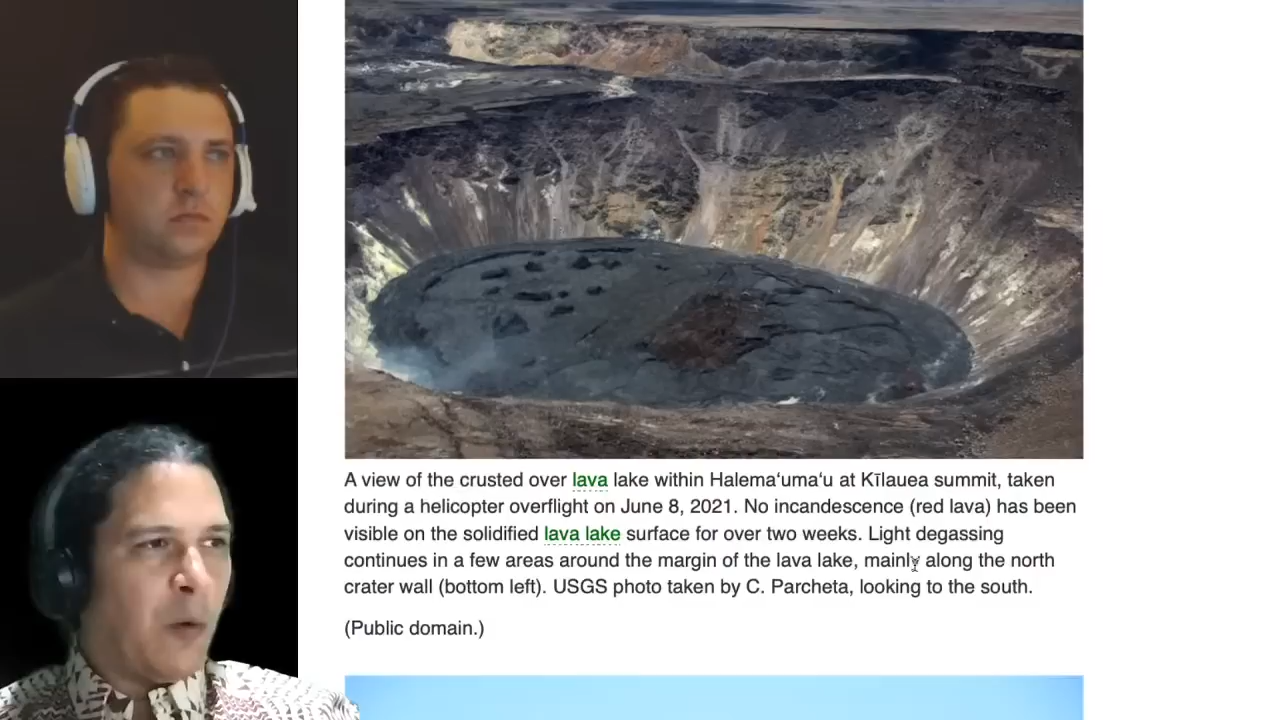 A view of the crusted over lava lake within Halemaʻumaʻu at Kīlauea summit, taken
during a helicopter overflight on June 8, 2021. No incandescence (red lava) has been
visible on the solidified lava lake surface for over two weeks. Light degassing
continues in a few areas around the margin of the lava lake, mainly along the north
crater wall (bottom left). USGS photo taken by C. Parcheta, looking to the south.
(Public domain.)